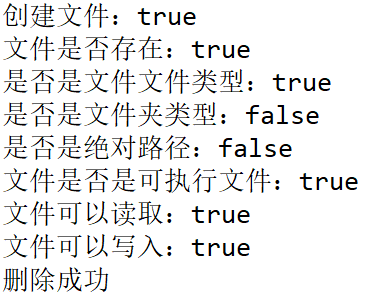 创建文件：true
文件是否存在：true
是否是文件文件类型：true
是否是文件夹类型：false
是否是绝对路径：false
文件是否是可执行文件：true
文件可以读取：true
文件可以写入：true
删除成功